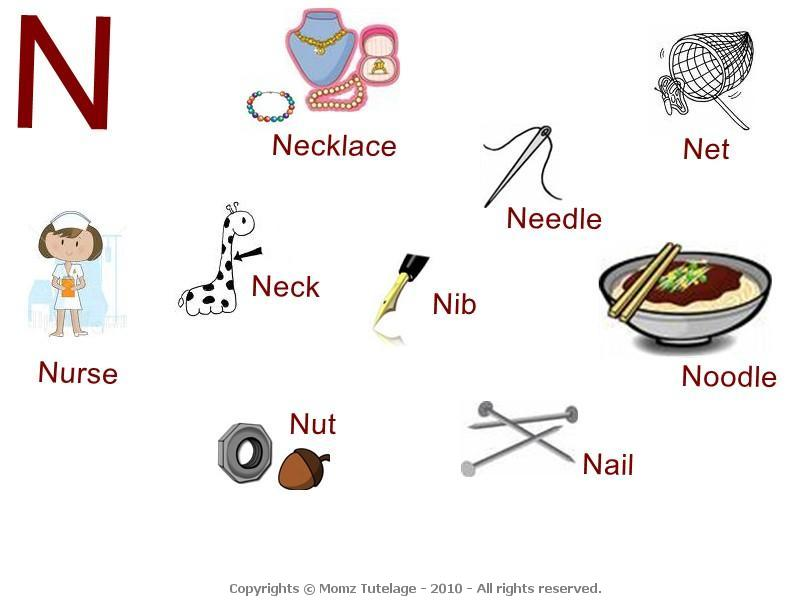 N
Necklace
Net
Needle
Neck
Nib
Nurse
Noodle
Nut
Nail
Copyrights © Momz Tutelage - 2010 - All rights reserved.